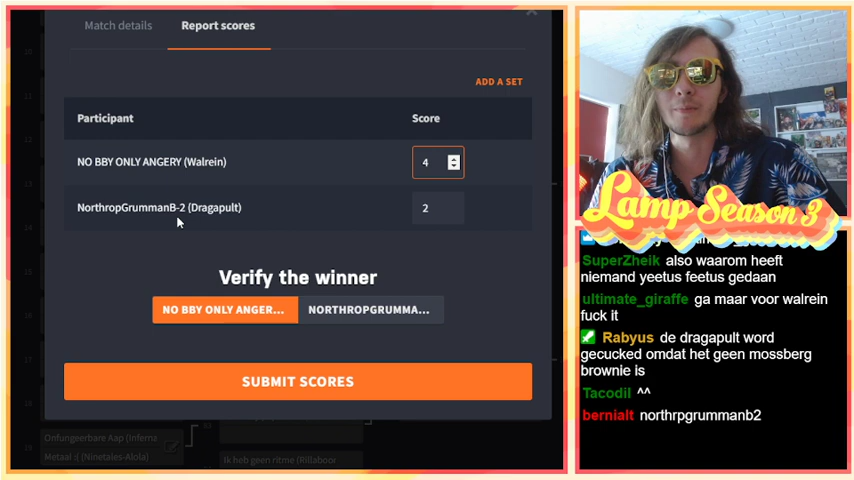 Match details
Report scores
ADD A SET
Participant
Score
NO BBY ONLY ANGERY (Walrein)
4
NorthropGrummanB-2 (Dragapult)
2
Verify the winner
NO BBY ONLY ANGER...
NORTHROPGRUMMA...
SUBMIT SCORES
Onfungeerbare Aap (Inferna
Metaal :( (Ninetales-Alola)
Ik heb geen ritme (Rillaboor
Lamp Season 3
SuperZheik also waarom heeft
niemand yeetus feetus gedaan
ultimate_giraffe ga maar voor walrein
fuck it
Rabyus de dragapult word
gecucked omdat het geen mossberg
brownie is
Tacodil ^^
bernialt northrpgrummanb2